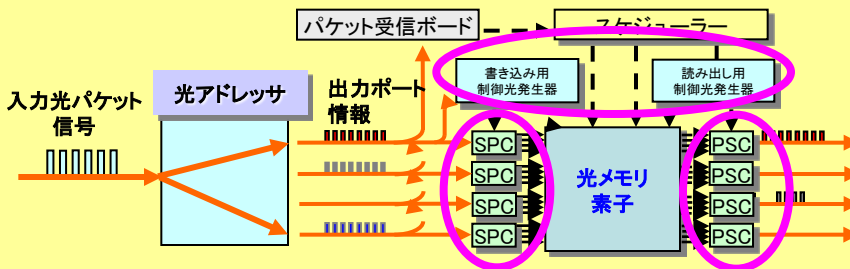 パケット受信ボード
スケジューラー
書き込み用
制御光発生器
読み出し用
制御光発生器
光アドレッサ
出力ポート
情報
入力光パケット
信号
SPC
SPC
SPC
SPC
光メモリ
素子
PSC
PSC
PSC
PSC